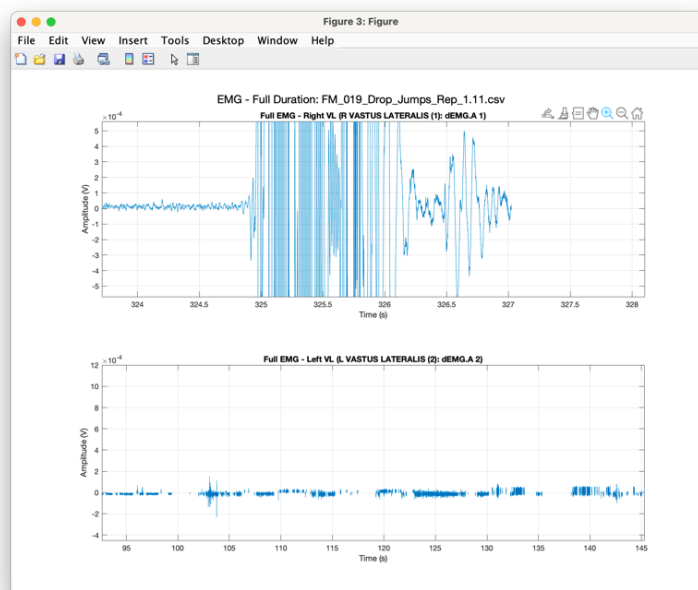 Figure 3: Figure
File Edit View Insert Tools Desktop Window Help
EMG - Full Duration: FM_019_Drop_Jumps_Rep_1.11.csv
×10-4
Full EMG - Right VL (R VASTUS LATERALIS (1): dEMG.A 1)
5
4
3
2
1
0
-1
-2
-3
-4
-5
Amplitude (V)
324 324.5 325 325.5 326 326.5 327 327.5 328
Time (s)
×10-4
Full EMG - Left VL (L VASTUS LATERALIS (2): dEMG.A 2)
12
10
8
6
4
2
0
-2
-4
Amplitude (V)
95 100 105 110 115 120 125 130 135 140 145
Time (s)